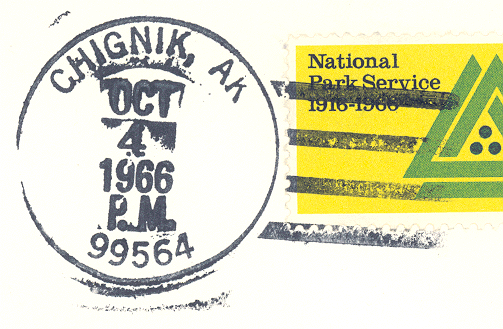 CHIGNIK, AK
OCT
4
1966
P.M.
99564
National
Park Service
1916-1966